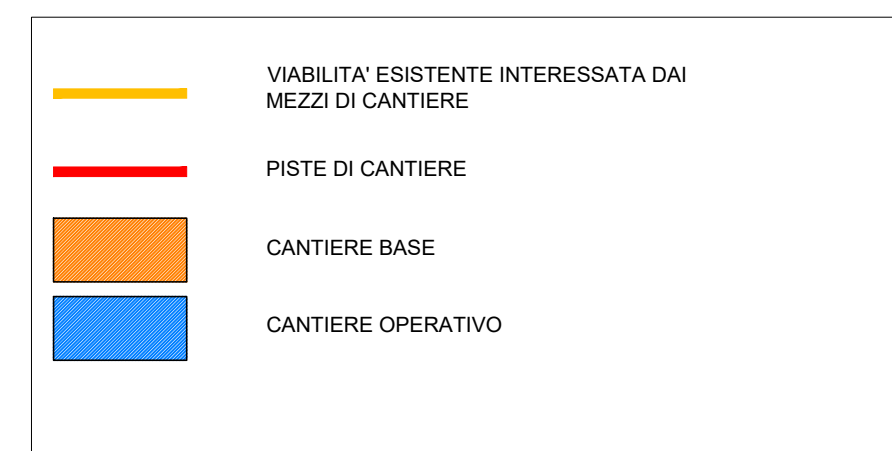 VIABILITA' ESISTENTE INTERESSATA DAI
MEZZI DI CANTIERE
PISTE DI CANTIERE
CANTIERE BASE
CANTIERE OPERATIVO